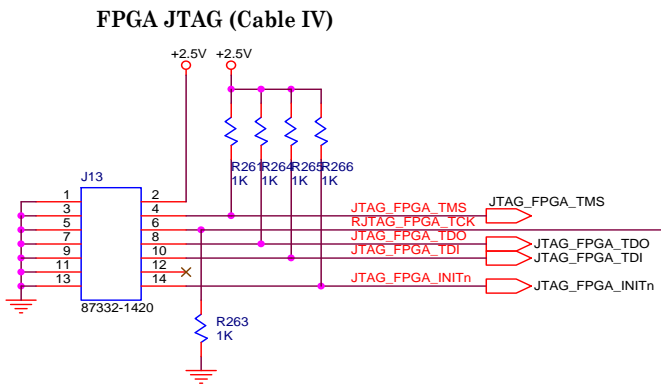 FPGA JTAG (Cable IV)
+2.5V +2.5V
R261 R264 R265 R266
1K 1K 1K 1K
J13
1 2
3 4
5 6
7 8
9 10
11 12
13 14
87332-1420
JTAG_FPGA_TMS JTAG_FPGA_TMS
RJTAG_FPGA_TCK
JTAG_FPGA_TDO JTAG_FPGA_TDO
JTAG_FPGA_TDI JTAG_FPGA_TDI
JTAG_FPGA_INITn JTAG_FPGA_INITn
R263
1K